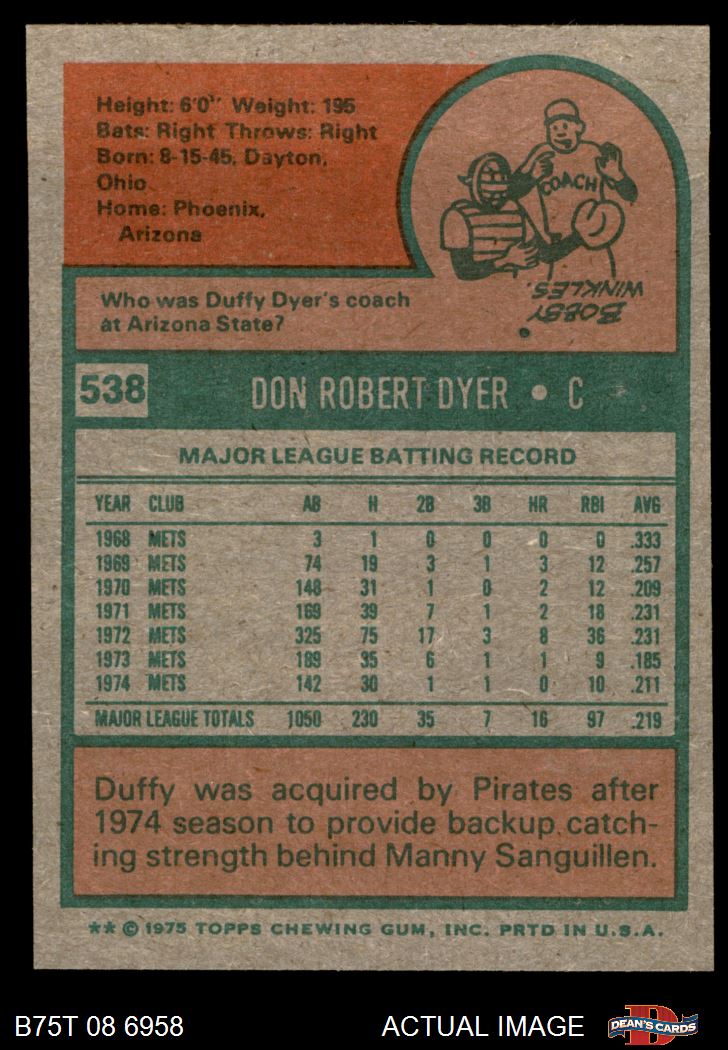 Height: 6'0" Weight: 195
Bats: Right Throws: Right
Born: 8-15-45, Dayton,
Ohio
Home: Phoenix,
Arizona
COACH
BOBBY
WINKLES.
Who was Duffy Dyer's coach
at Arizona State?
538 DON ROBERT DYER • C
MAJOR LEAGUE BATTING RECORD
YEAR CLUB AB H 2B 3B HR RBI AVG
1968 METS 3 1 0 0 0 0 .333
1969 METS 74 19 3 1 3 12 .257
1970 METS 148 31 1 0 2 12 .209
1971 METS 169 39 7 1 2 18 .231
1972 METS 325 75 17 3 8 36 .231
1973 METS 189 35 6 1 1 9 .185
1974 METS 142 30 1 1 0 10 .211
MAJOR LEAGUE TOTALS 1050 230 35 7 16 97 .219
Duffy was acquired by Pirates after
1974 season to provide backup catch-
ing strength behind Manny Sanguillen.
** © 1975 TOPPS CHEWING GUM, INC. PRTD IN U.S.A.
B75T 08 6958 ACTUAL IMAGE DEAN'S CARDS